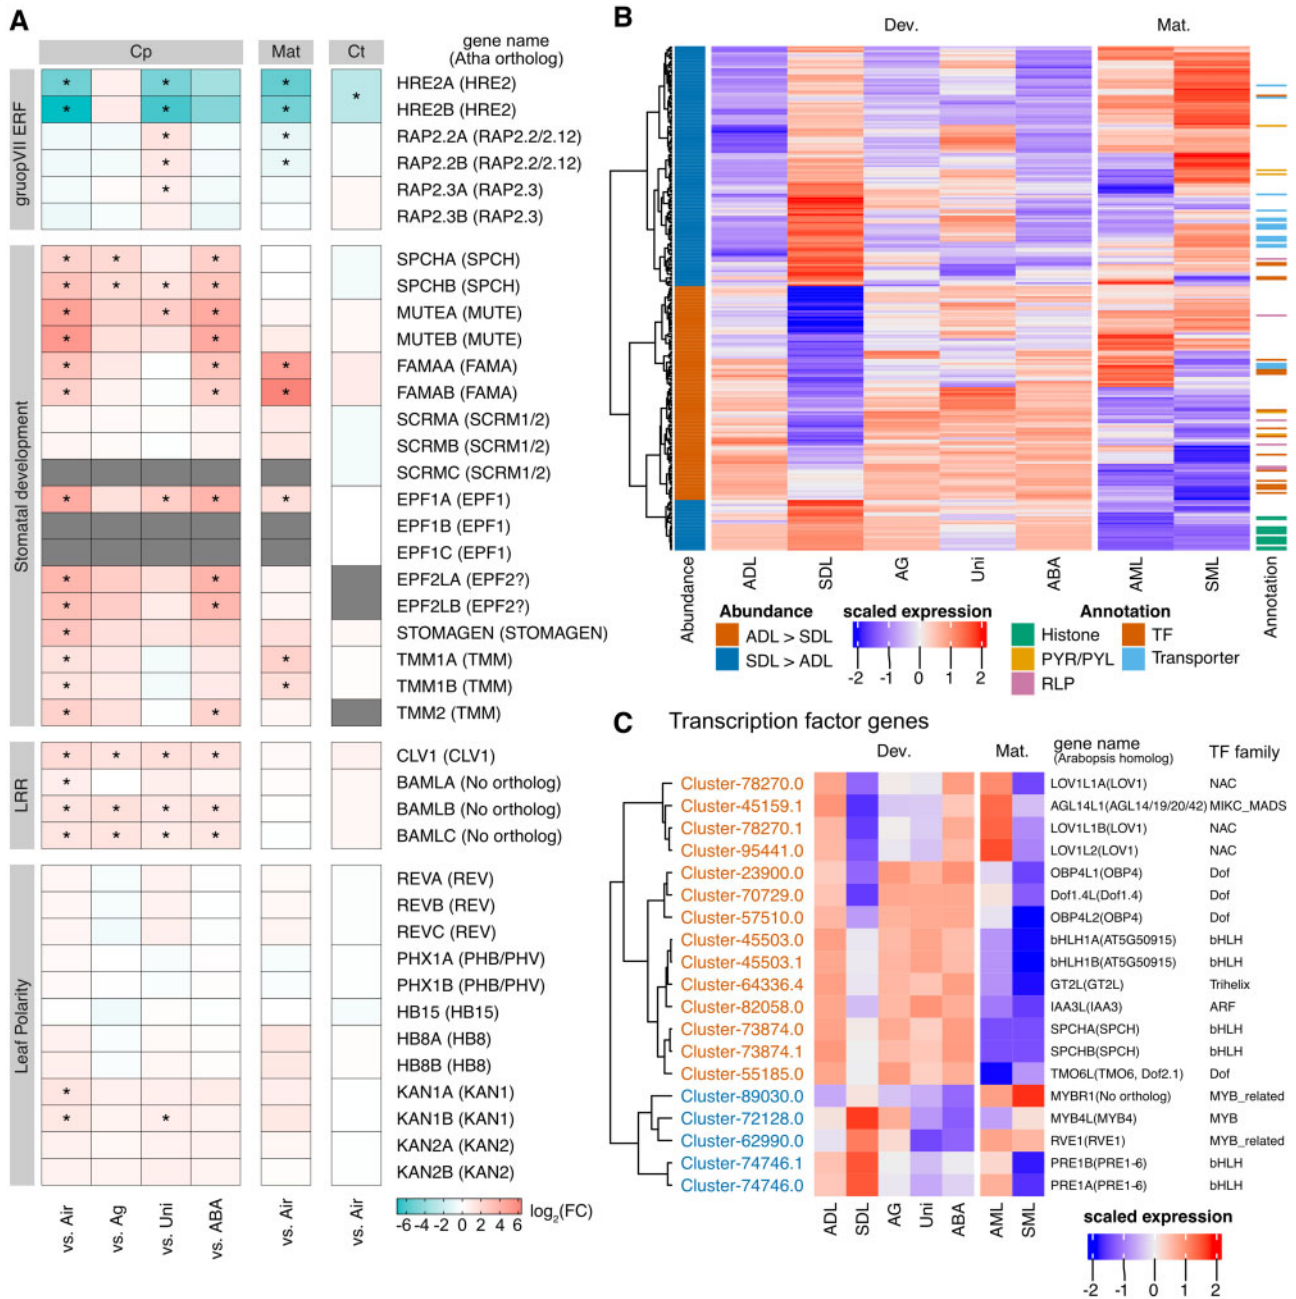 A
Cp
Mat
Ct
gene name
(Atha ortholog)
gruopVII ERF
* * * HRE2A (HRE2)
*
* * * HRE2B (HRE2)
* * RAP2.2A (RAP2.2/2.12)
* * RAP2.2B (RAP2.2/2.12)
* RAP2.3A (RAP2.3)
RAP2.3B (RAP2.3)
Stomatal development
* * * SPCHA (SPCH)
* * * * SPCHB (SPCH)
* * * MUTEA (MUTE)
* * MUTEB (MUTE)
* * * FAMAA (FAMA)
* * * FAMAB (FAMA)
SCRMA (SCRM1/2)
SCRMB (SCRM1/2)
SCRMC (SCRM1/2)
* * * * EPF1A (EPF1)
EPF1B (EPF1)
EPF1C (EPF1)
* * EPF2LA (EPF2?)
* * EPF2LB (EPF2?)
* STOMAGEN (STOMAGEN)
* * TMM1A (TMM)
* * TMM1B (TMM)
* * TMM2 (TMM)
LRR
* * * * CLV1 (CLV1)
* BAMLA (No ortholog)
* * * * BAMLB (No ortholog)
* * * * BAMLC (No ortholog)
Leaf Polarity
REVA (REV)
REVB (REV)
REVC (REV)
PHX1A (PHB/PHV)
PHX1B (PHB/PHV)
HB15 (HB15)
HB8A (HB8)
HB8B (HB8)
* KAN1A (KAN1)
* * KAN1B (KAN1)
KAN2A (KAN2)
KAN2B (KAN2)
vs. Air
vs. Ag
vs. Uni
vs. ABA
vs. Air
vs. Air
-6 -4 -2 0 2 4 6
log2(FC)
B
Dev.
Mat.
Abundance
ADL
SDL
AG
Uni
ABA
AML
SML
Annotation
Abundance
ADL > SDL
SDL > ADL
scaled expression
-2 -1 0 1 2
Annotation
Histone
PYR/PYL
RLP
TF
Transporter
C
Transcription factor genes
Dev.
Mat.
gene name
(Arabopsis homolog)
TF family
Cluster-78270.0 LOV1L1A(LOV1) NAC
Cluster-45159.1 AGL14L1(AGL14/19/20/42) MIKC_MADS
Cluster-78270.1 LOV1L1B(LOV1) NAC
Cluster-95441.0 LOV1L2(LOV1) NAC
Cluster-23900.0 OBP4L1(OBP4) Dof
Cluster-70729.0 Dof1.4L(Dof1.4) Dof
Cluster-57510.0 OBP4L2(OBP4) Dof
Cluster-45503.0 bHLH1A(AT5G50915) bHLH
Cluster-45503.1 bHLH1B(AT5G50915) bHLH
Cluster-64336.4 GT2L(GT2L) Trihelix
Cluster-82058.0 IAA3L(IAA3) ARF
Cluster-73874.0 SPCHA(SPCH) bHLH
Cluster-73874.1 SPCHB(SPCH) bHLH
Cluster-55185.0 TMO6L(TMO6, Dof2.1) Dof
Cluster-89030.0 MYBR1(No ortholog) MYB_related
Cluster-72128.0 MYB4L(MYB4) MYB
Cluster-62990.0 RVE1(RVE1) MYB_related
Cluster-74746.1 PRE1B(PRE1-6) bHLH
Cluster-74746.0 PRE1A(PRE1-6) bHLH
ADL
SDL
AG
Uni
ABA
AML
SML
scaled expression
-2 -1 0 1 2